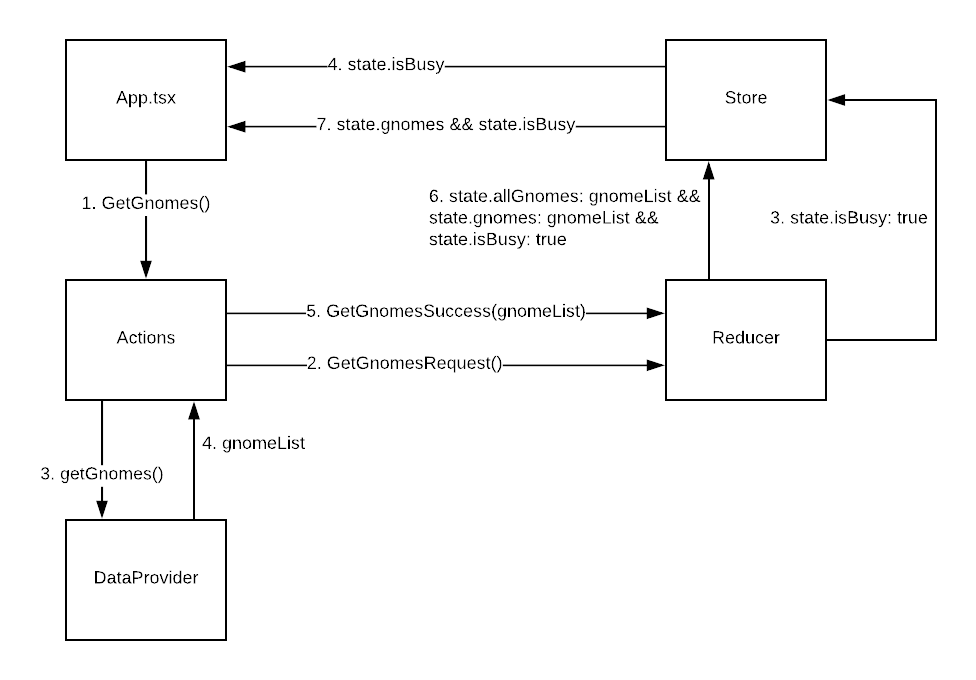 4. state.isBusy
App.tsx
Store
7. state.gnomes && state.isBusy
1. GetGnomes()
6. state.allGnomes: gnomeList &&
state.gnomes: gnomeList &&
state.isBusy: true
3. state.isBusy: true
5. GetGnomesSuccess(gnomeList)
Actions
Reducer
2. GetGnomesRequest()
4. gnomeList
3. getGnomes()
DataProvider